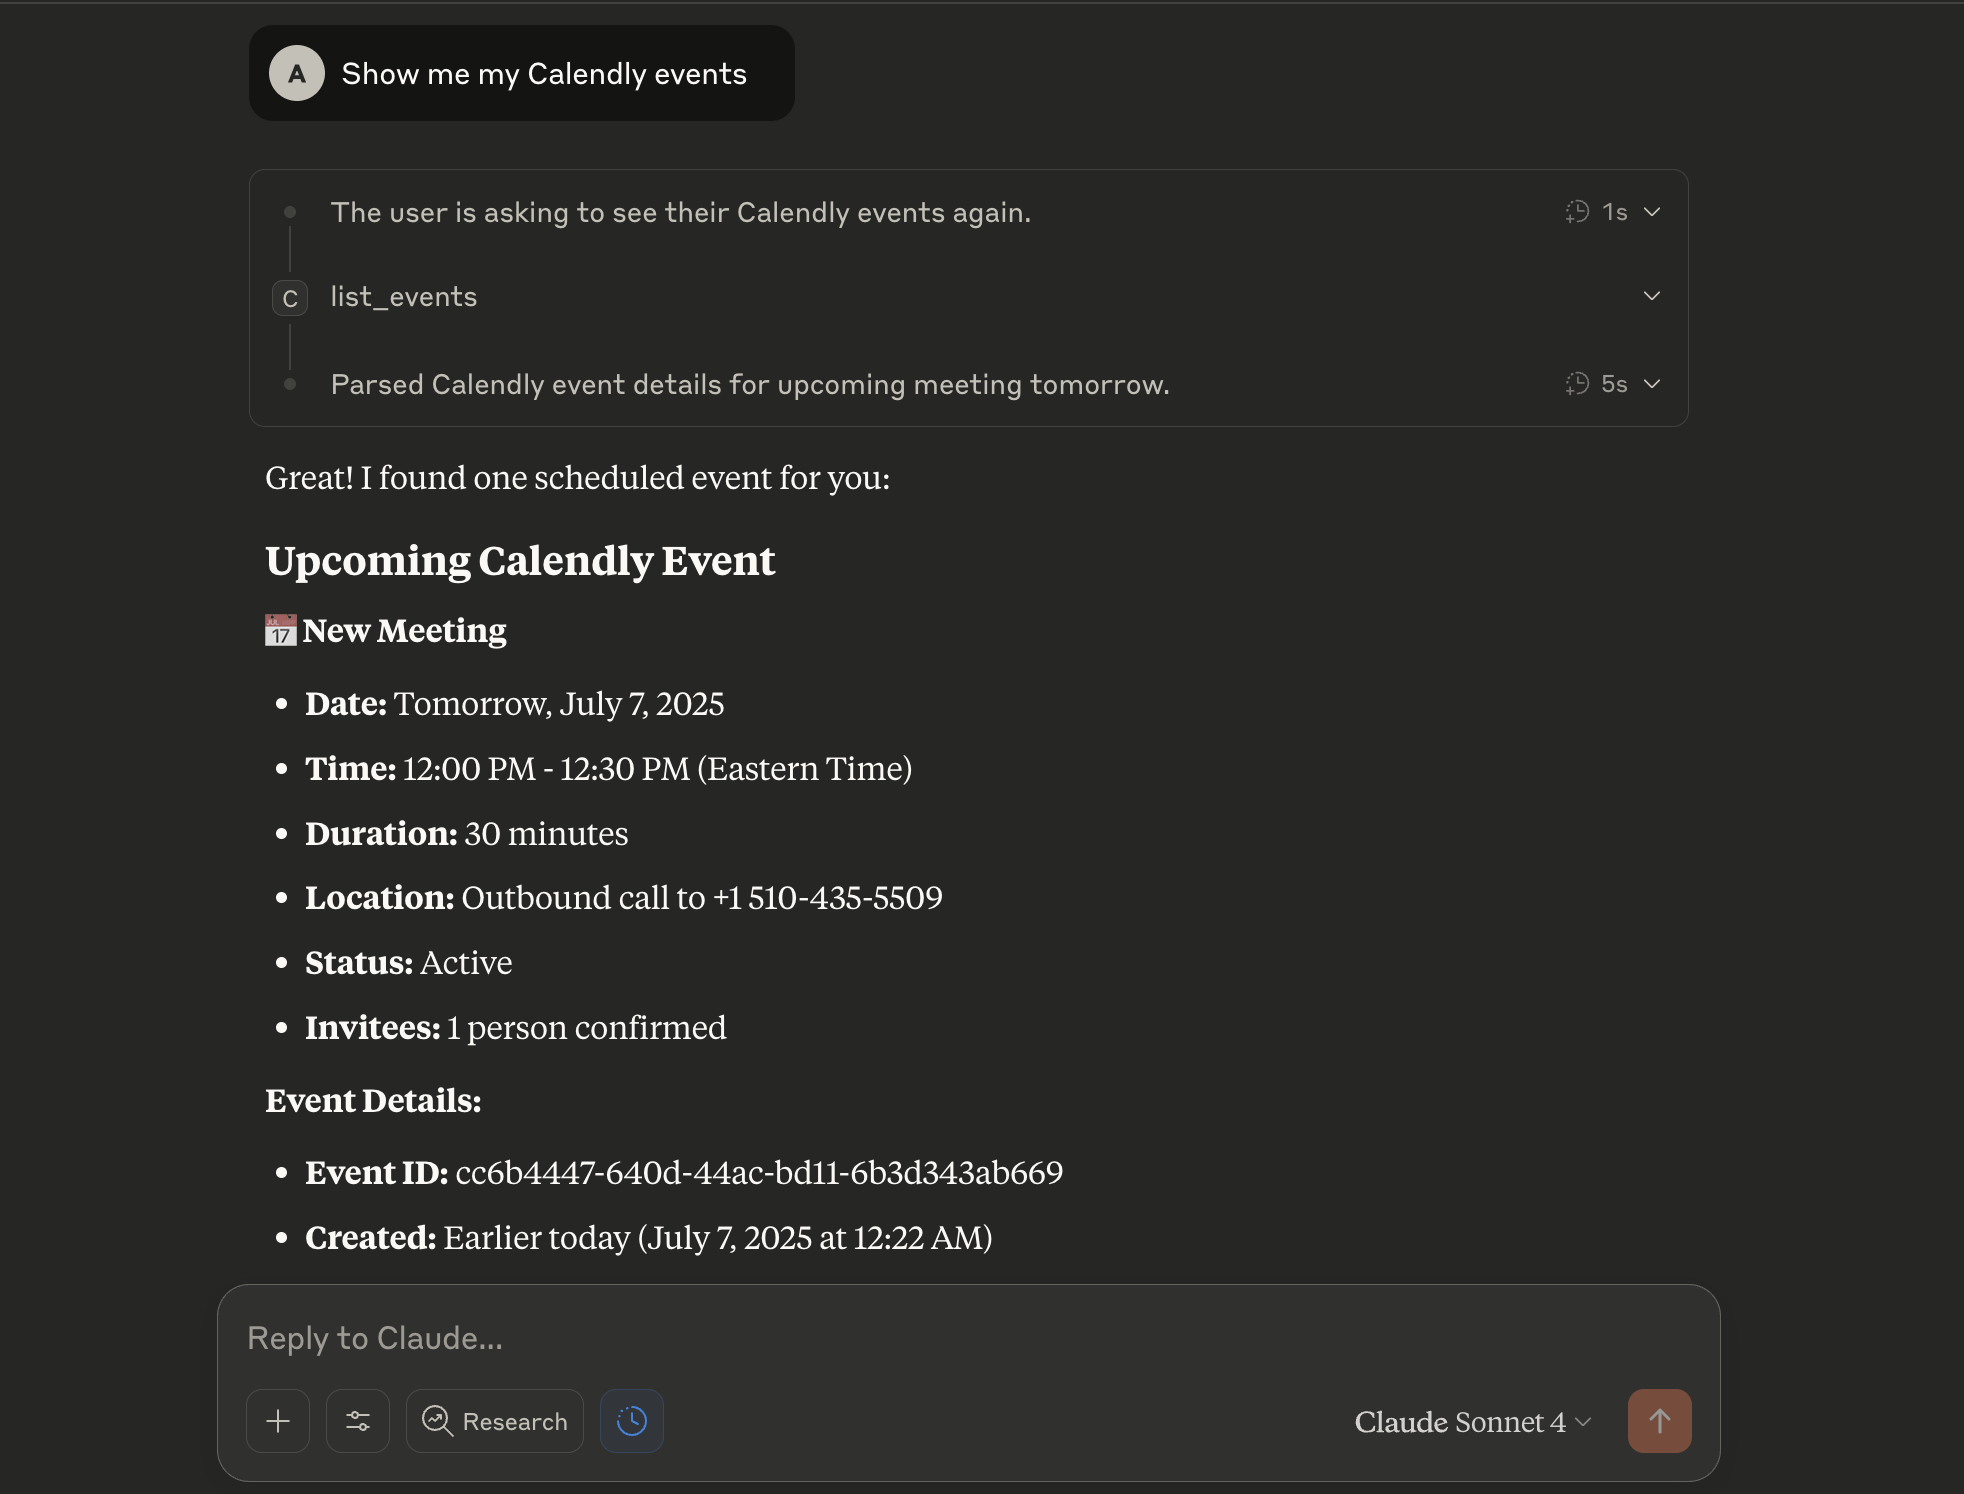 A
Show me my Calendly events
The user is asking to see their Calendly events again.
1s
C
list_events
Parsed Calendly event details for upcoming meeting tomorrow.
5s
Great! I found one scheduled event for you:
Upcoming Calendly Event
📅 New Meeting
• Date: Tomorrow, July 7, 2025
• Time: 12:00 PM - 12:30 PM (Eastern Time)
• Duration: 30 minutes
• Location: Outbound call to +1 510-435-5509
• Status: Active
• Invitees: 1 person confirmed
Event Details:
• Event ID: cc6b4447-640d-44ac-bd11-6b3d343ab669
• Created: Earlier today (July 7, 2025 at 12:22 AM)
Reply to Claude...
Research
Claude Sonnet 4